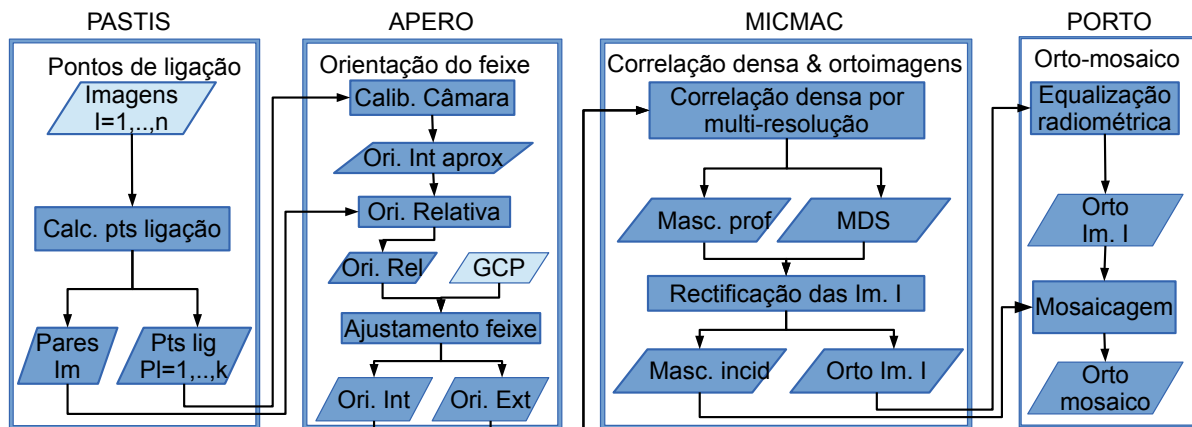 PASTIS
Pontos de ligação
Imagens
I=1,..,n
Calc. pts ligação
Pares
Im
Pts lig
Pl=1,..,k
APERO
Orientação do feixe
Calib. Câmara
Ori. Int aprox
Ori. Relativa
Ori. Rel
GCP
Ajustamento feixe
Ori. Int
Ori. Ext
MICMAC
Correlação densa & ortoimagens
Correlação densa por
multi-resolução
Masc. prof
MDS
Rectificação das Im. I
Masc. incid
Orto Im. I
PORTO
Orto-mosaico
Equalização
radiométrica
Orto
Im. I
Mosaicagem
Orto
mosaico